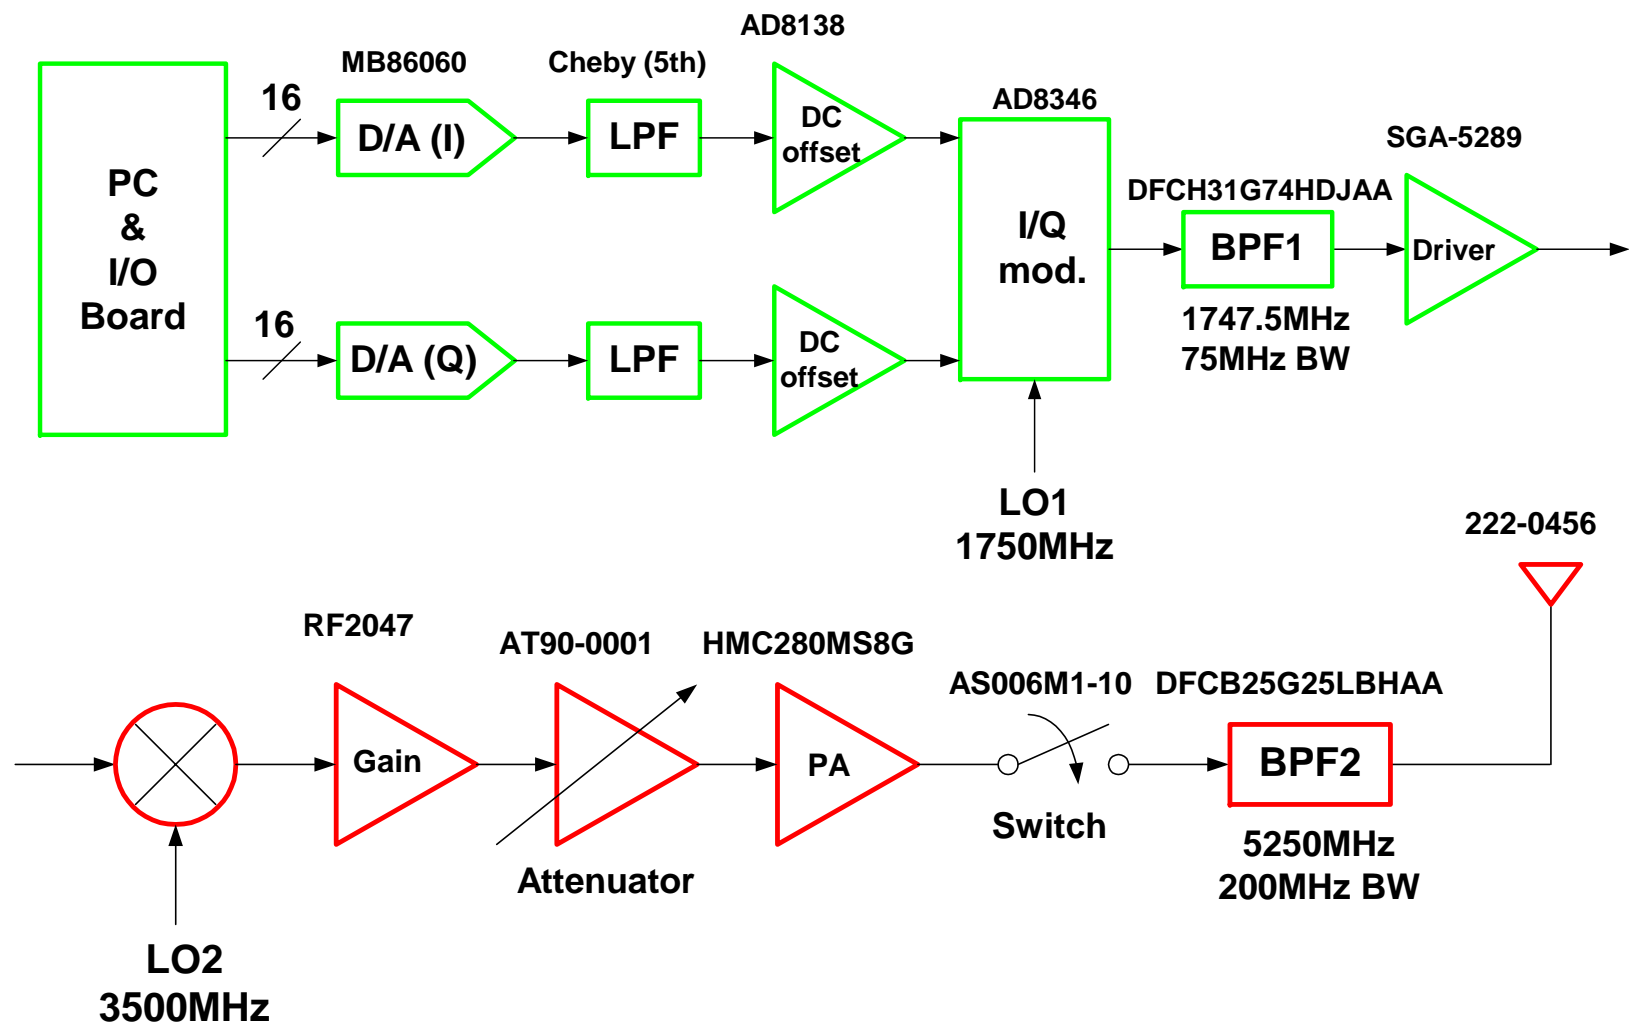 AD8138
MB86060
Cheby (5th)
AD8346
SGA-5289
16
D/A (I)
LPF
DC
offset
PC
&
I/O
Board
I/Q
mod.
DFCH31G74HDJAA
BPF1
Driver
1747.5MHz
75MHz BW
16
D/A (Q)
LPF
DC
offset
LO1
1750MHz
222-0456
RF2047
AT90-0001
HMC280MS8G
AS006M1-10
DFCB25G25LBHAA
Gain
PA
BPF2
Switch
Attenuator
5250MHz
200MHz BW
LO2
3500MHz